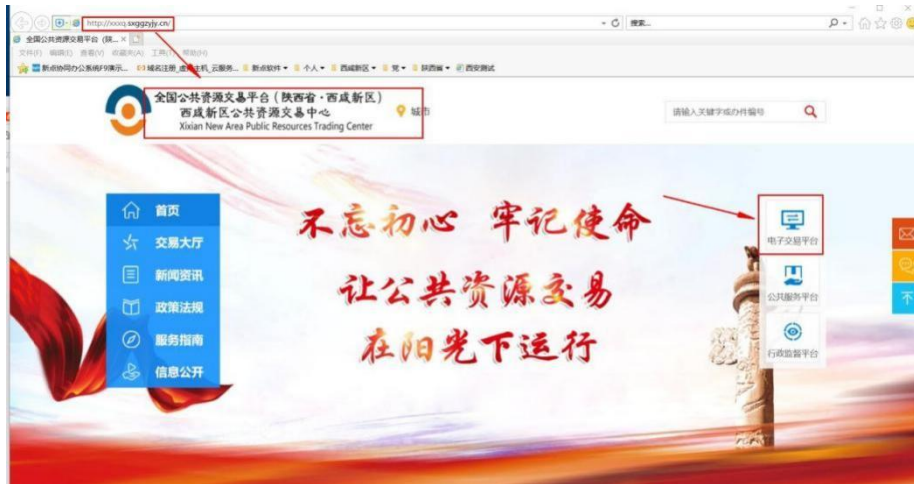 http://xxxq.sxggzyjy.cn/
搜索...
全国公共资源交易平台（陕...
文件(F) 编辑(E) 查看(V) 收藏夹(A) 工具(T) 帮助(H)
新点协同办公系统F9演示... 域名注册_虚拟主机_云服务... 新点软件 个人 西咸新区 党 陕西省 西安测试
全国公共资源交易平台（陕西省·西咸新区）
西咸新区公共资源交易中心
Xixian New Area Public Resources Trading Center
城市
请输入关键字或办件编号
首页
交易大厅
新闻资讯
政策法规
服务指南
信息公开
不忘初心 牢记使命
让公共资源交易
在阳光下运行
电子交易平台
公共服务平台
行政监督平台